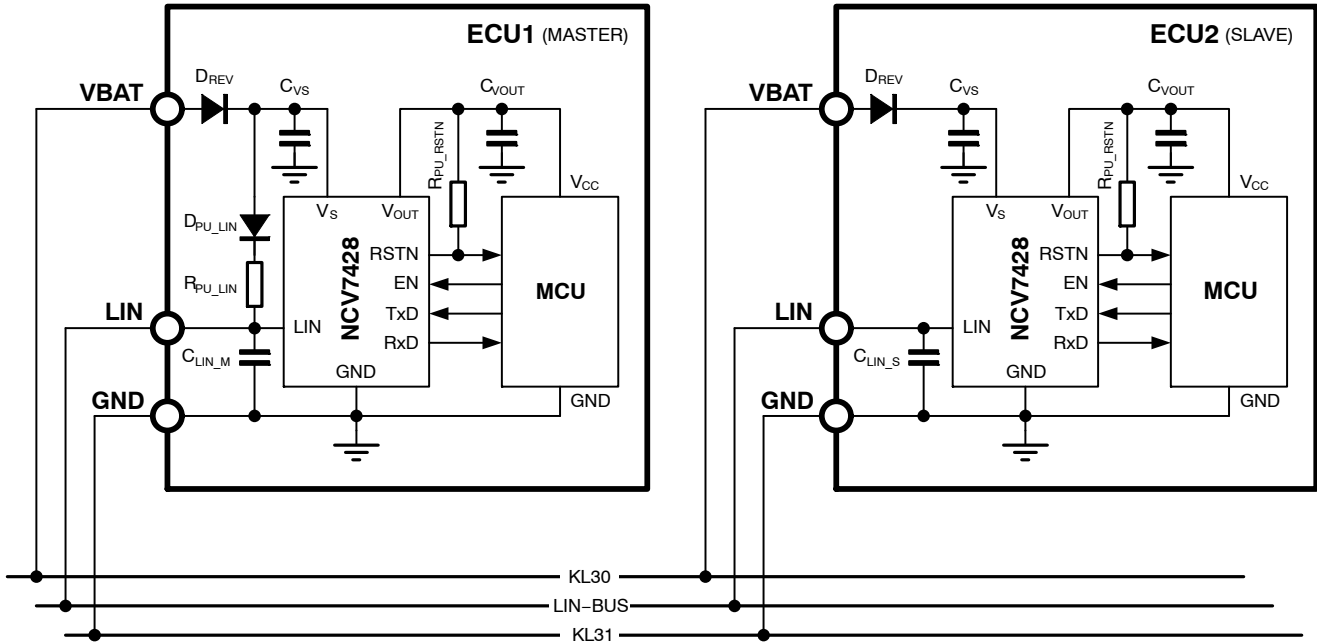 ECU1 (MASTER)
VBAT
DREV
CVS
CVOUT
RPU_RSTN
VCC
VS
VOUT
DPU_LIN
RPU_LIN
NCV7428
RSTN
EN
TxD
RxD
MCU
LIN
LIN
CLIN_M
GND
GND
GND
ECU2 (SLAVE)
VBAT
DREV
CVS
CVOUT
RPU_RSTN
VCC
VS
VOUT
NCV7428
RSTN
EN
TxD
RxD
MCU
LIN
LIN
CLIN_S
GND
GND
GND
KL30
LIN–BUS
KL31